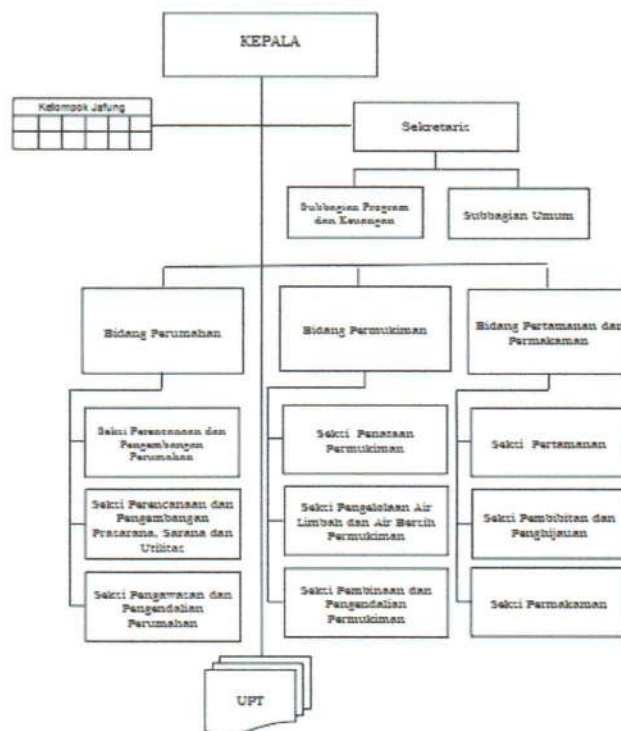 KEPALA
Kelompok Jafung
Sekretaris
Subbagian Program
dan Keuangan
Subbagian Umum
Bidang Perumahan
Bidang Permukiman
Bidang Pertamanan dan
Permakaman
Seksi Perencanaan dan
Pengembangan
Perumahan
Seksi Penataan
Permukiman
Seksi Pertamanan
Seksi Perencanaan dan
Pengembangan
Prasarana, Sarana dan
Utilitas
Seksi Pengelolaan Air
Limbah dan Air Bersih
Permukiman
Seksi Pembibitan dan
Penghijauan
Seksi Pengawasan dan
Pengendalian
Perumahan
Seksi Pembinaan dan
Pengendalian
Permukiman
Seksi Permakaman
UPT